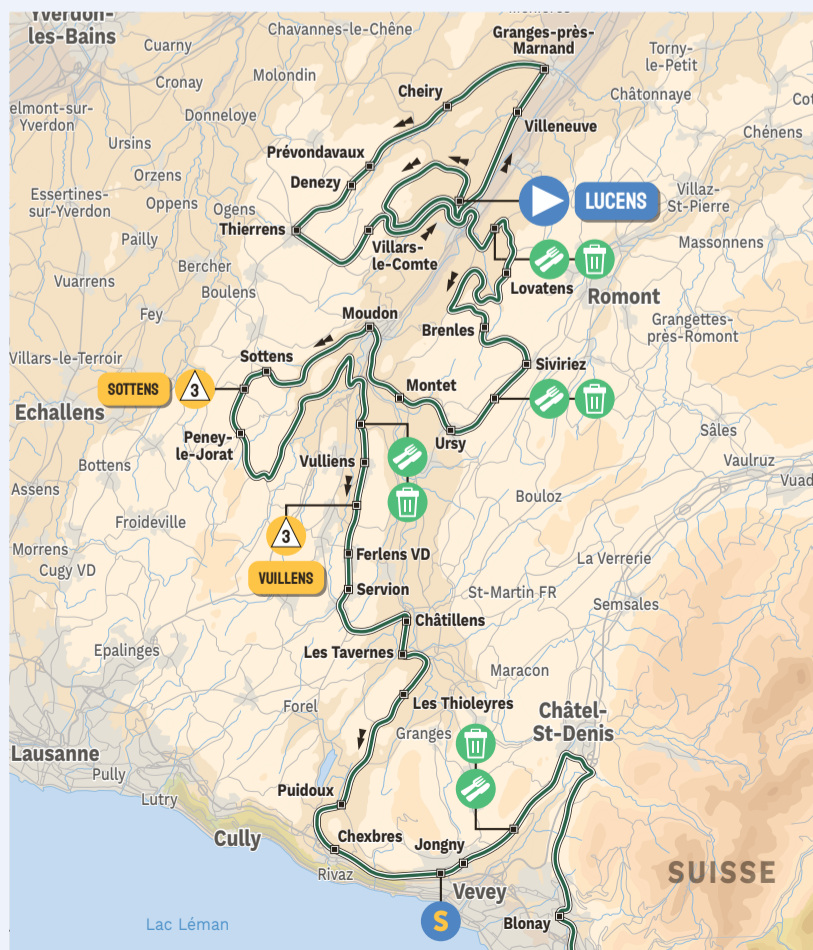 Yverdon-
les-Bains
Chavannes-le-Chêne
Granges-près-
Marnand
Cuarny
Torny-
le-Petit
Molondin
Cronay
Cheiry
Châtonnaye
elmont-sur-
Yverdon
Donneloye
Villeneuve
Chénens
Ursins
Prévondavaux
Orzens
Denezy
Essertines-
sur-Yverdon
Oppens
Ogens
LUCENS
Villaz-
St-Pierre
Thierrens
Pailly
Villars-
le-Comte
Massonnens
Bercher
Vuarrens
Boulens
Lovatens
Romont
Fey
Moudon
Brenles
Grangettes-
près-Romont
Villars-le-Terroir
Sottens
Siviriez
SOTTENS
3
Montet
Echallens
Peney-
le-Jorat
Ursy
Sâles
Bottens
Vulliens
Vaulruz
Vuad
Assens
Bouloz
Froideville
3
Morrens
Cugy VD
Ferlens VD
La Verrerie
VUILLENS
Servion
St-Martin FR
Semsales
Châtillens
Epalinges
Les Tavernes
Maracon
Forel
Les Thioleyres
Châtel-
St-Denis
Granges
Lausanne
Pully
Puidoux
Lutry
Cully
Chexbres
Jongny
Rivaz
SUISSE
Vevey
S
Lac Léman
Blonay